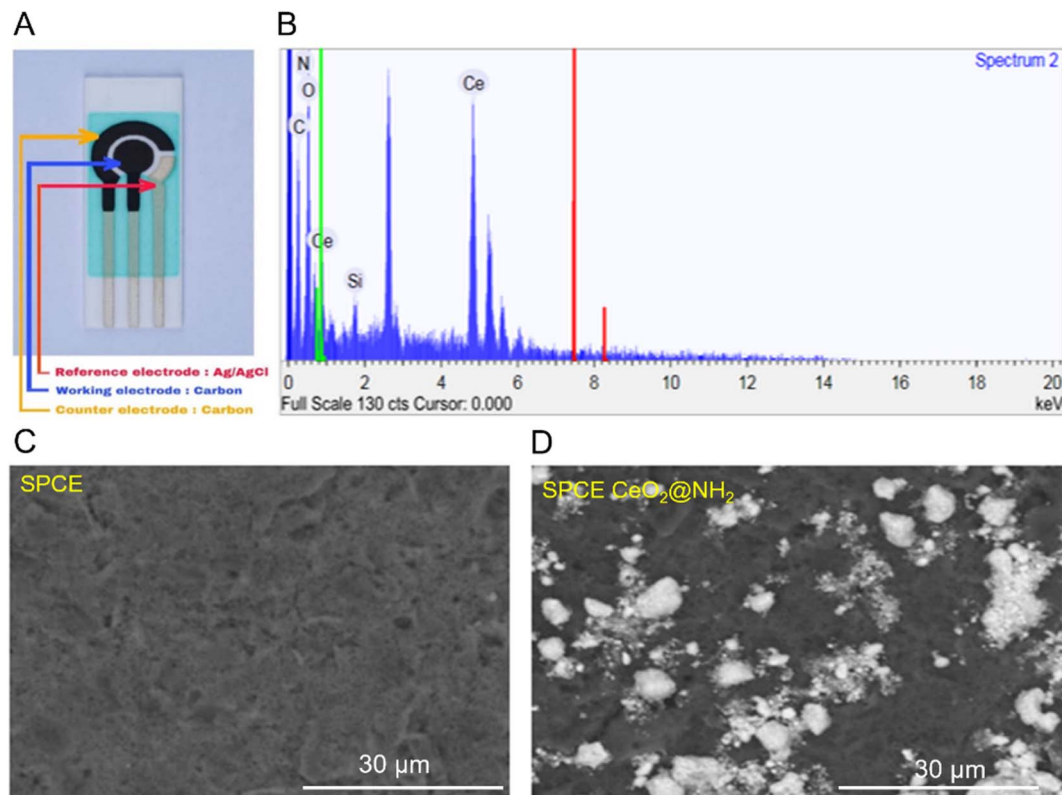 A
Reference electrode : Ag/AgCl
Working electrode : Carbon
Counter electrode : Carbon
B
Spectrum 2
N
O
C
Ce
Ce
Si
0 2 4 6 8 10 12 14 16 18 20
Full Scale 130 cts Cursor: 0.000
keV
C
SPCE
30 µm
D
SPCE CeO₂@NH₂
30 µm